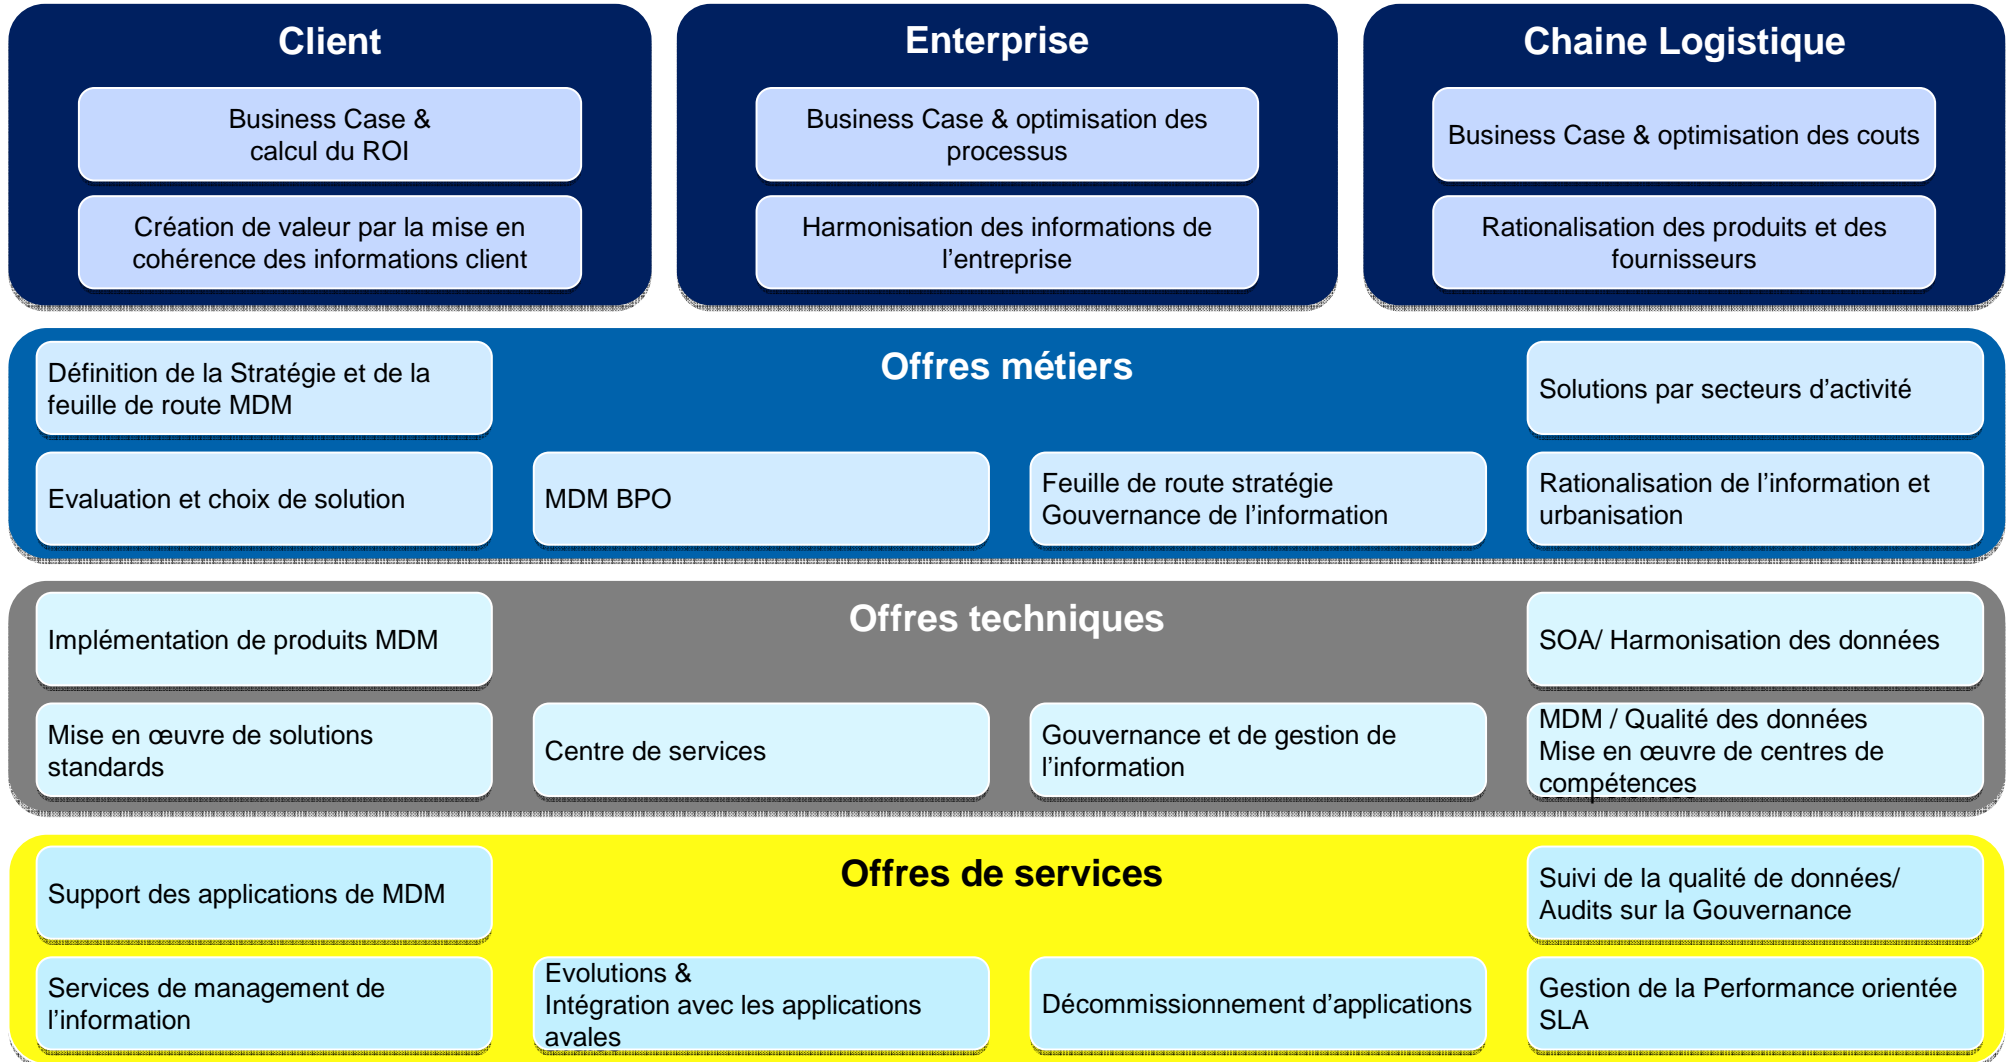 Client
Business Case &
calcul du ROI
Création de valeur par la mise en
cohérence des informations client
Enterprise
Business Case & optimisation des
processus
Harmonisation des informations de
l’entreprise
Chaine Logistique
Business Case & optimisation des couts
Rationalisation des produits et des
fournisseurs
Offres métiers
Définition de la Stratégie et de la
feuille de route MDM
Solutions par secteurs d’activité
Evaluation et choix de solution
MDM BPO
Feuille de route stratégie
Gouvernance de l’information
Rationalisation de l’information et
urbanisation
Offres techniques
Implémentation de produits MDM
SOA/ Harmonisation des données
Mise en œuvre de solutions
standards
Centre de services
Gouvernance et de gestion de
l’information
MDM / Qualité des données
Mise en œuvre de centres de
compétences
Offres de services
Support des applications de MDM
Suivi de la qualité de données/
Audits sur la Gouvernance
Services de management de
l’information
Evolutions &
Intégration avec les applications
avales
Décommissionnement d’applications
Gestion de la Performance orientée
SLA